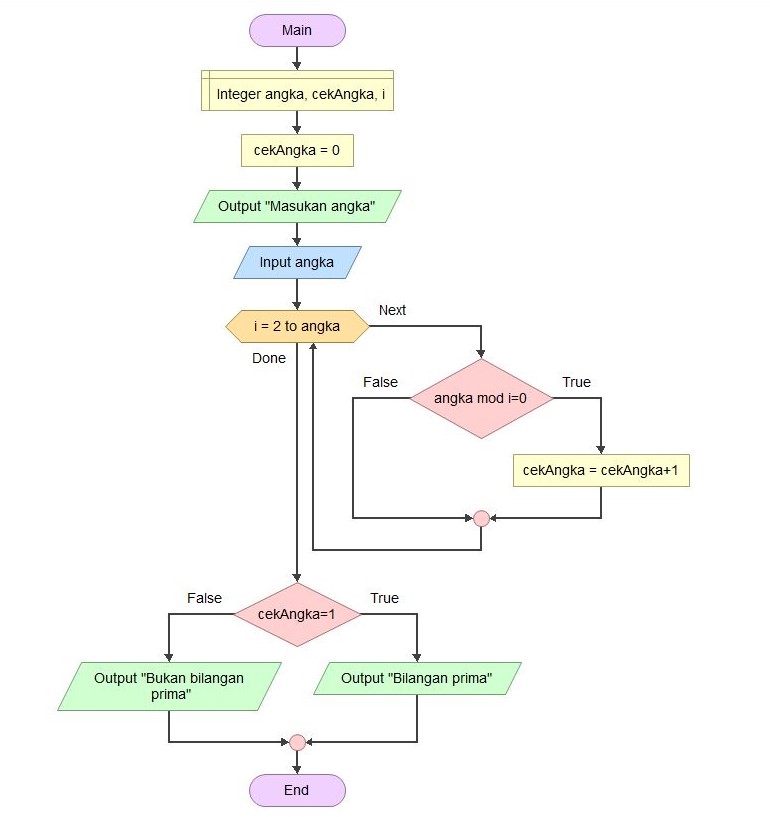 Main
Integer angka, cekAngka, i
cekAngka = 0
Output "Masukan angka"
Input angka
i = 2 to angka
Next
Done
False
True
angka mod i=0
cekAngka = cekAngka+1
False
True
cekAngka=1
Output "Bukan bilangan
prima"
Output "Bilangan prima"
End